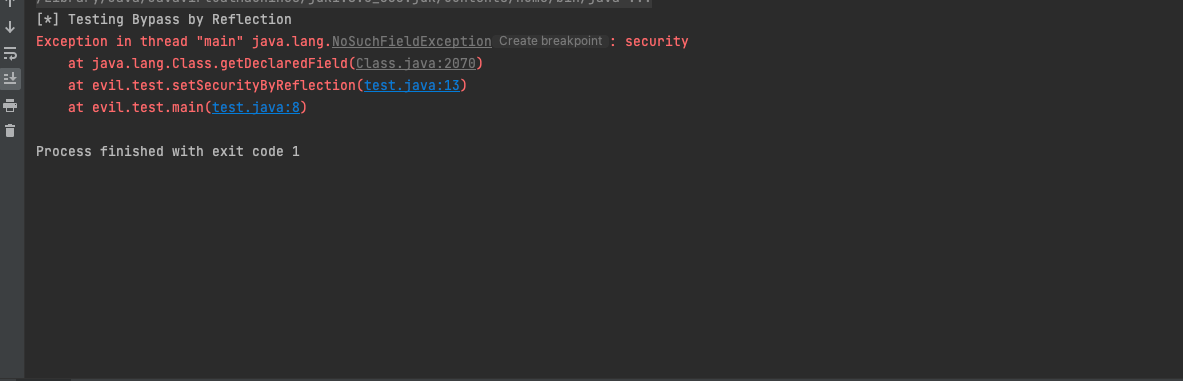 [*] Testing Bypass by Reflection
Exception in thread "main" java.lang.NoSuchFieldException Create breakpoint : security
at java.lang.Class.getDeclaredField(Class.java:2070)
at evil.test.setSecurityByReflection(test.java:13)
at evil.test.main(test.java:8)
Process finished with exit code 1